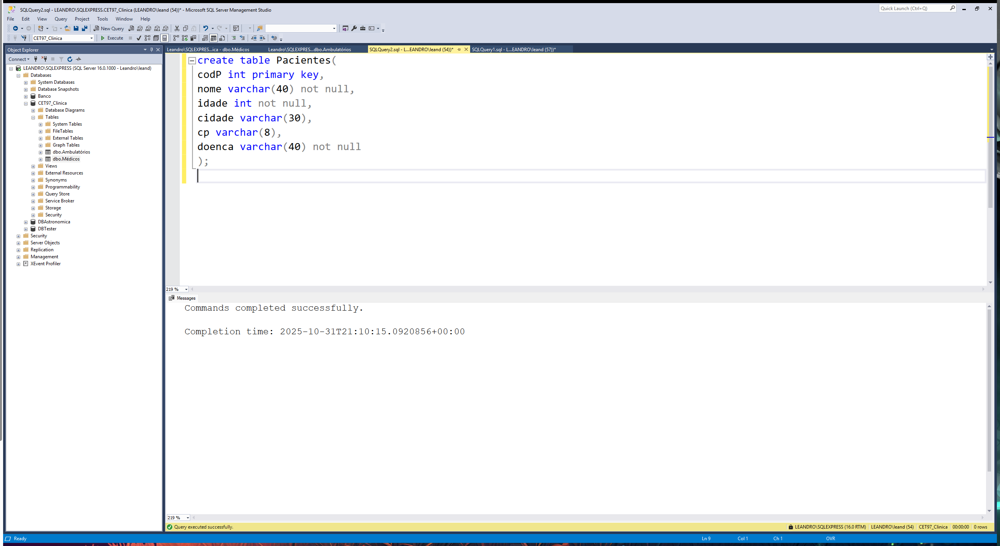 SQLQuery2.sql - LEANDRO\SQLEXPRESS.CET97_Clinica (LEANDRO\leand (54))* - Microsoft SQL Server Management Studio
Quick Launch (Ctrl+Q)
File Edit View Query Project Tools Window Help
New Query
MDX DMX XMLA DAX
CET97_Clinica
Execute
Object Explorer
Connect
LEANDRO\SQLEXPRESS (SQL Server 16.0.1000 - Leandro\leand)
Databases
System Databases
Database Snapshots
Banco
CET97_Clinica
Database Diagrams
Tables
System Tables
FileTables
External Tables
Graph Tables
dbo.Ambulatórios
dbo.Médicos
Views
External Resources
Synonyms
Programmability
Query Store
Service Broker
Storage
Security
DBAstronomica
DBTester
Security
Server Objects
Replication
Management
XEvent Profiler
Leandro\SQLEXPRES...ica - dbo.Médicos
Leandro\SQLEXPRES...dbo.Ambulatórios
SQLQuery2.sql - L...EANDRO\leand (54))*
SQLQuery1.sql - L...EANDRO\leand (57))*
create table Pacientes(
codP int primary key,
nome varchar(40) not null,
idade int not null,
cidade varchar(30),
cp varchar(8),
doenca varchar(40) not null
);
219 %
Messages
Commands completed successfully.
Completion time: 2025-10-31T21:10:15.0920856+00:00
219 %
Query executed successfully.
LEANDRO\SQLEXPRESS (16.0 RTM) LEANDRO\leand (54) CET97_Clinica 00:00:00 0 rows
Ready
Ln 9 Col 1 Ch 1 OVR